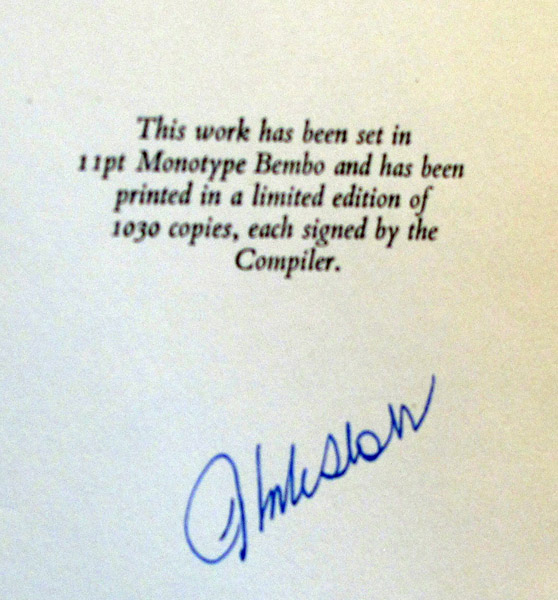 This work has been set in
11pt Monotype Bembo and has been
printed in a limited edition of
1030 copies, each signed by the
Compiler.